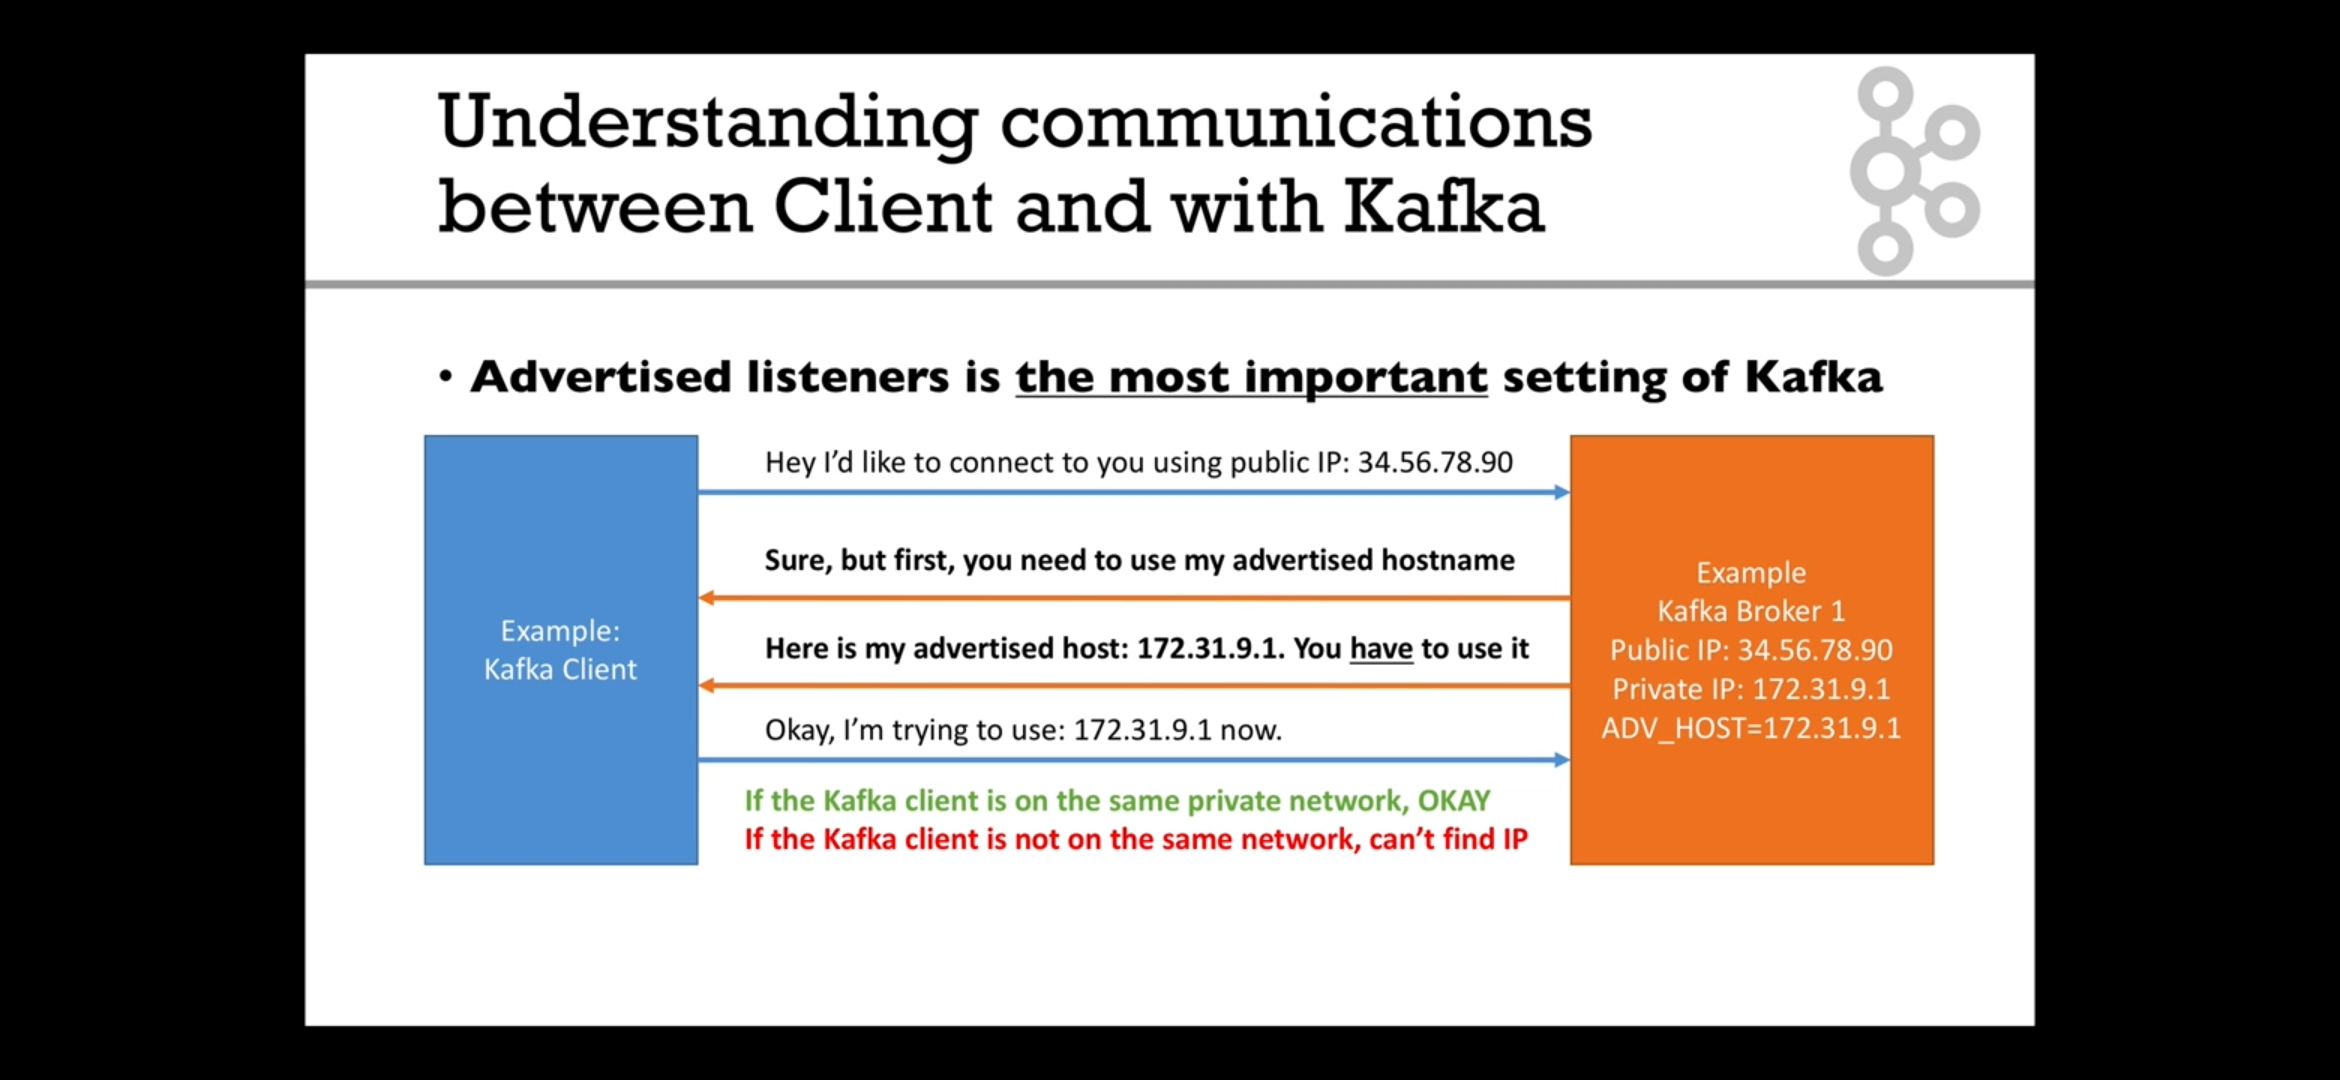 Understanding communications
between Client and with Kafka
• Advertised listeners is the most important setting of Kafka
Hey I’d like to connect to you using public IP: 34.56.78.90
Sure, but first, you need to use my advertised hostname
Here is my advertised host: 172.31.9.1. You have to use it
Okay, I’m trying to use: 172.31.9.1 now.
If the Kafka client is on the same private network, OKAY
If the Kafka client is not on the same network, can’t find IP
Example:
Kafka Client
Example
Kafka Broker 1
Public IP: 34.56.78.90
Private IP: 172.31.9.1
ADV_HOST=172.31.9.1